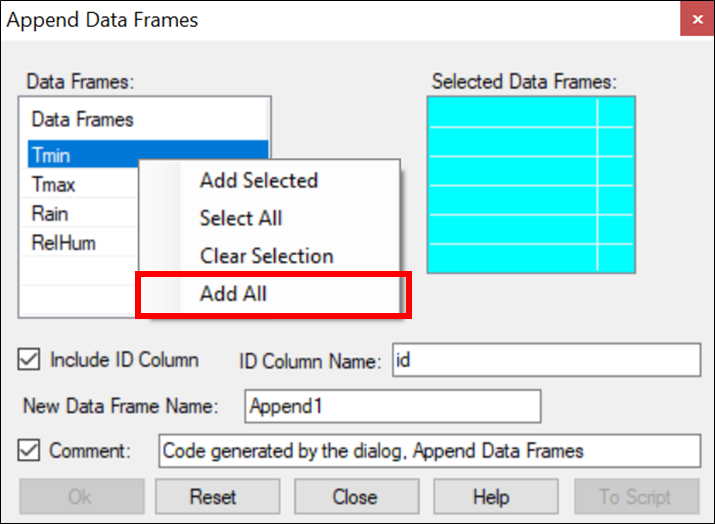 Append Data Frames
x
Data Frames:
Selected Data Frames:
Data Frames
Tmin
Tmax
Rain
RelHum
Add Selected
Select All
Clear Selection
Add All
Include ID Column
ID Column Name:
id
New Data Frame Name:
Append1
Comment:
Code generated by the dialog, Append Data Frames
Ok
Reset
Close
Help
To Script